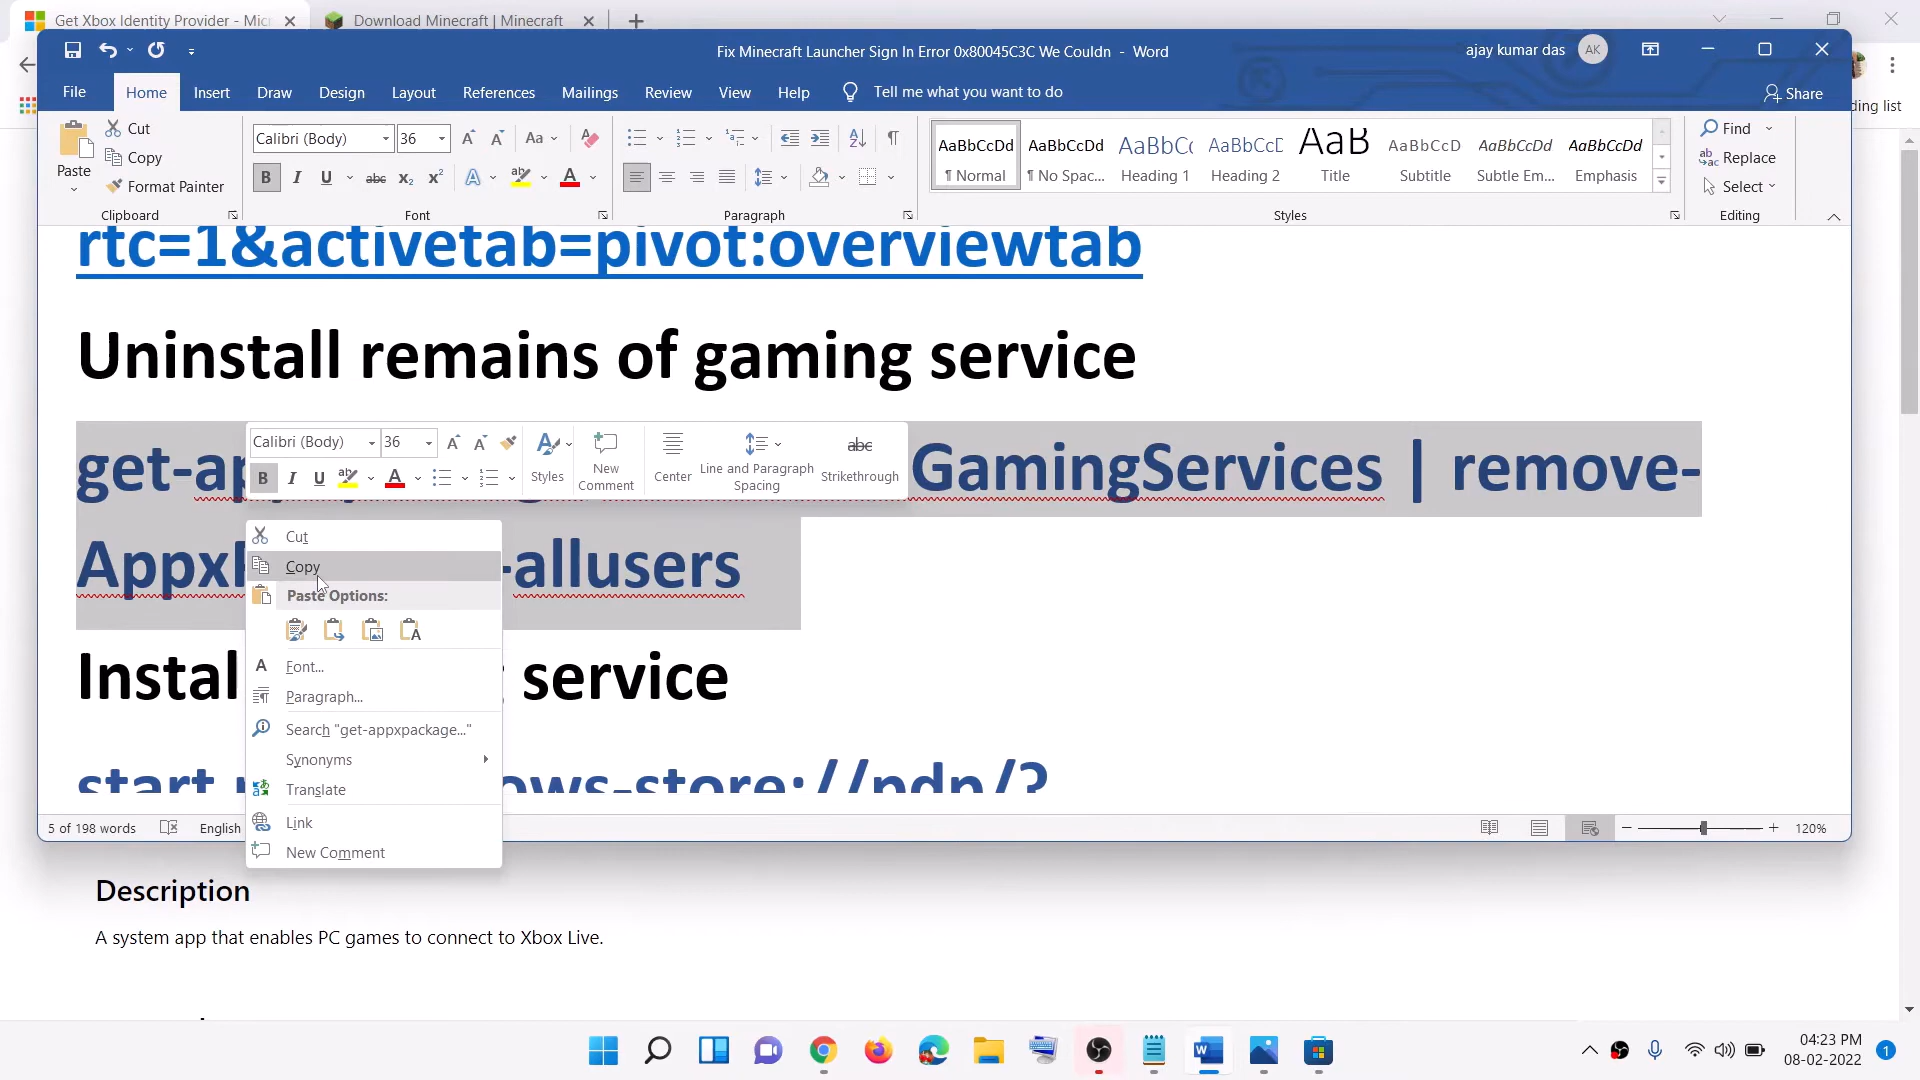 Get Xbox Identity Provider - Micr
Download Minecraft | Minecraft
Fix Minecraft Launcher Sign In Error 0x80045C3C We Couldn - Word
ajay kumar das
AK
File
Home
Insert
Draw
Design
Layout
References
Mailings
Review
View
Help
Tell me what you want to do
Share
ding list
Paste
Cut
Copy
Format Painter
Clipboard
Calibri (Body)
36
Font
Paragraph
AaBbCcDd
¶ Normal
AaBbCcDd
¶ No Spac...
AaBbC
Heading 1
AaBbCcD
Heading 2
AaB
Title
AaBbCcD
Subtitle
AaBbCcDd
Subtle Em...
AaBbCcDd
Emphasis
Styles
Find
Replace
Select
Editing
rtc=1&activetab=pivot:overviewtab
Uninstall remains of gaming service
GamingServices | remove-
-allusers
service
Calibri (Body)
36
Styles
New
Comment
Center
Line and Paragraph
Spacing
Strikethrough
Cut
Copy
Paste Options:
Font...
Paragraph...
Search "get-appxpackage..."
Synonyms
Translate
Link
New Comment
ows-store://pdp/?
5 of 198 words
English
120%
Description
A system app that enables PC games to connect to Xbox Live.
04:23 PM
08-02-2022
1